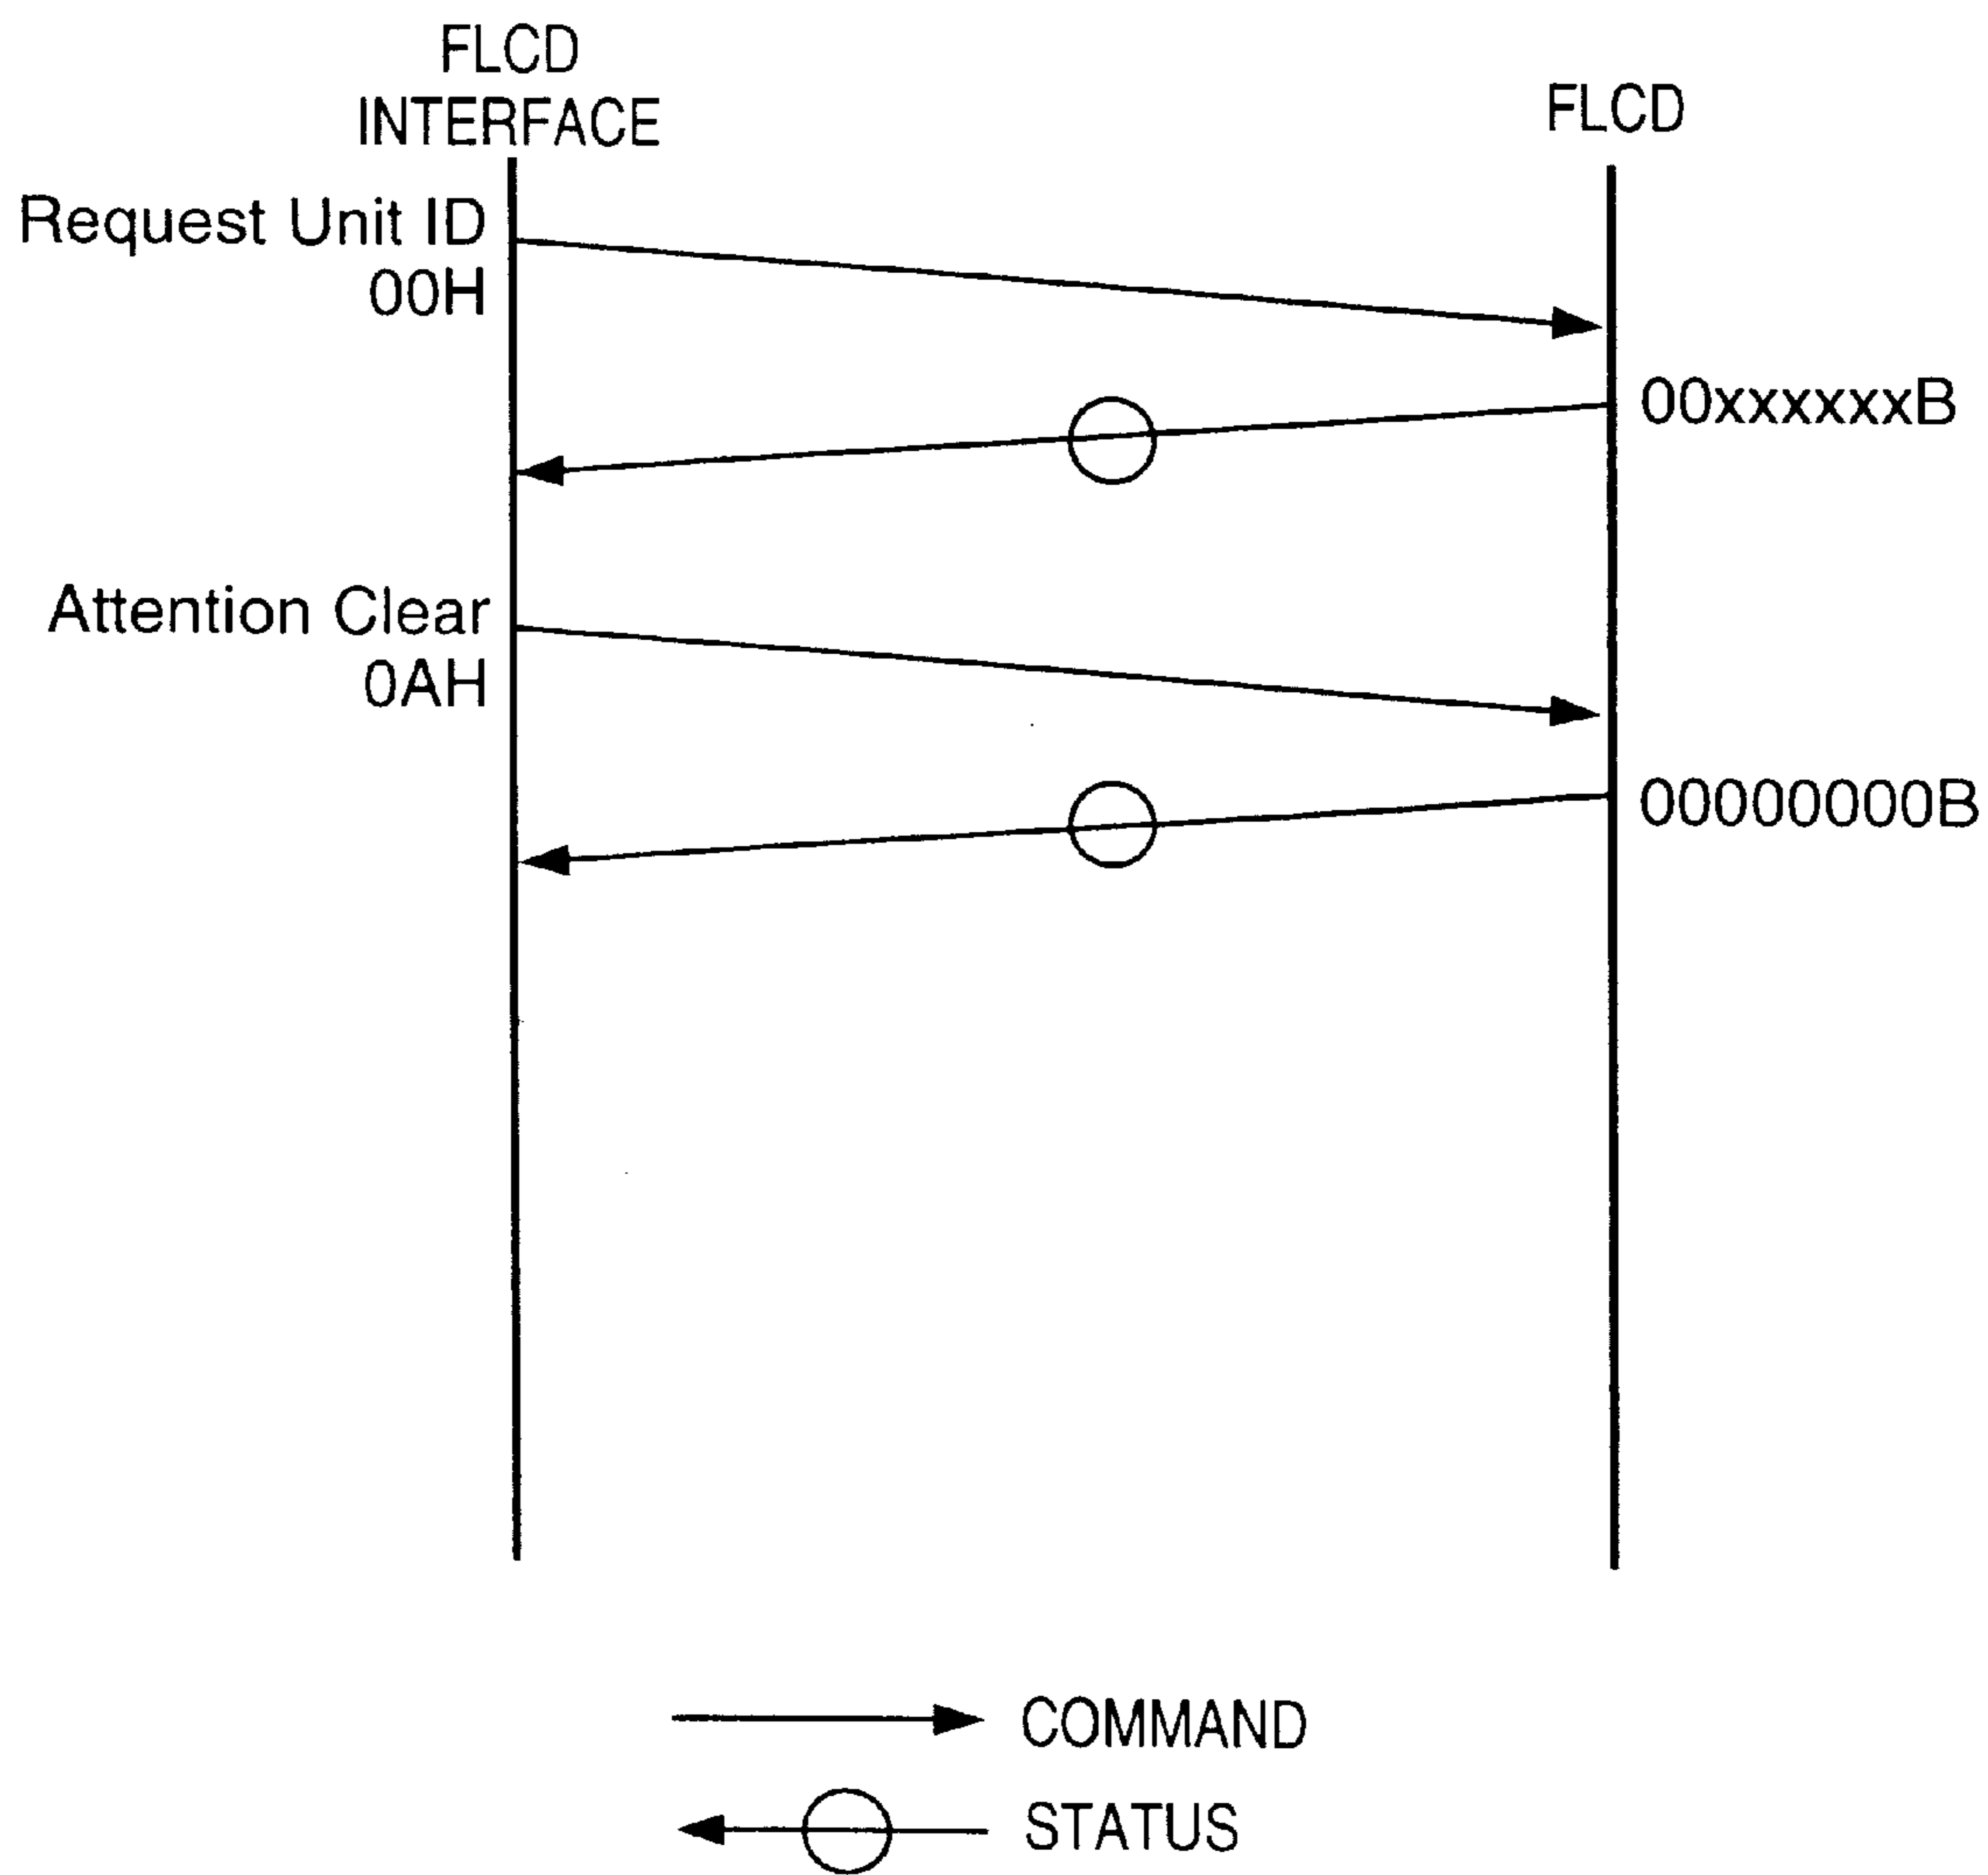 FLCD
INTERFACE
FLCD
Request Unit ID
00H
00xxxxxxB
Attention Clear
0AH
00000000B
COMMAND
STATUS